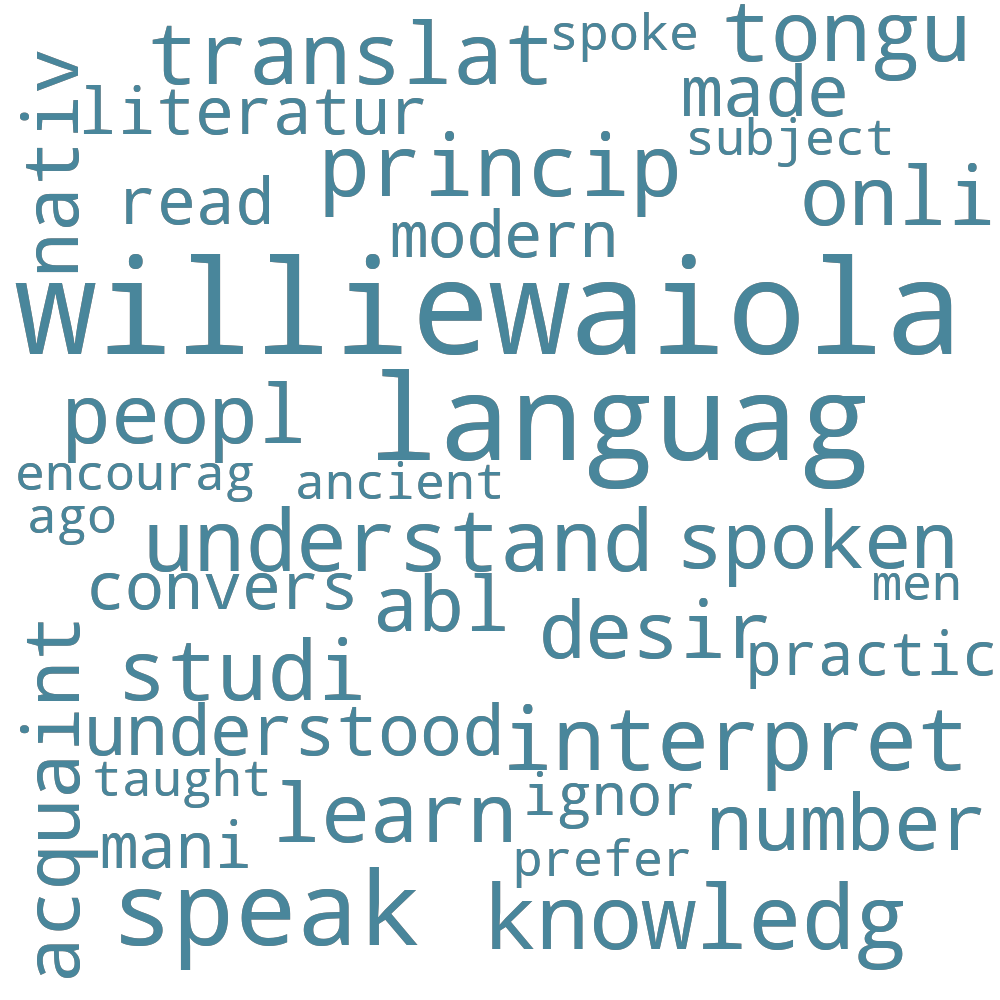 translat
spoke
tongu
nativ
literatur
made
subject
princip
read
onli
modern
williewaiola
peopl
languag
encourag
ancient
ago
understand
spoken
convers
abl
men
desir
practic
studi
acquaint
understood
interpret
taught
learn
ignor
number
mani
prefer
speak
knowledg